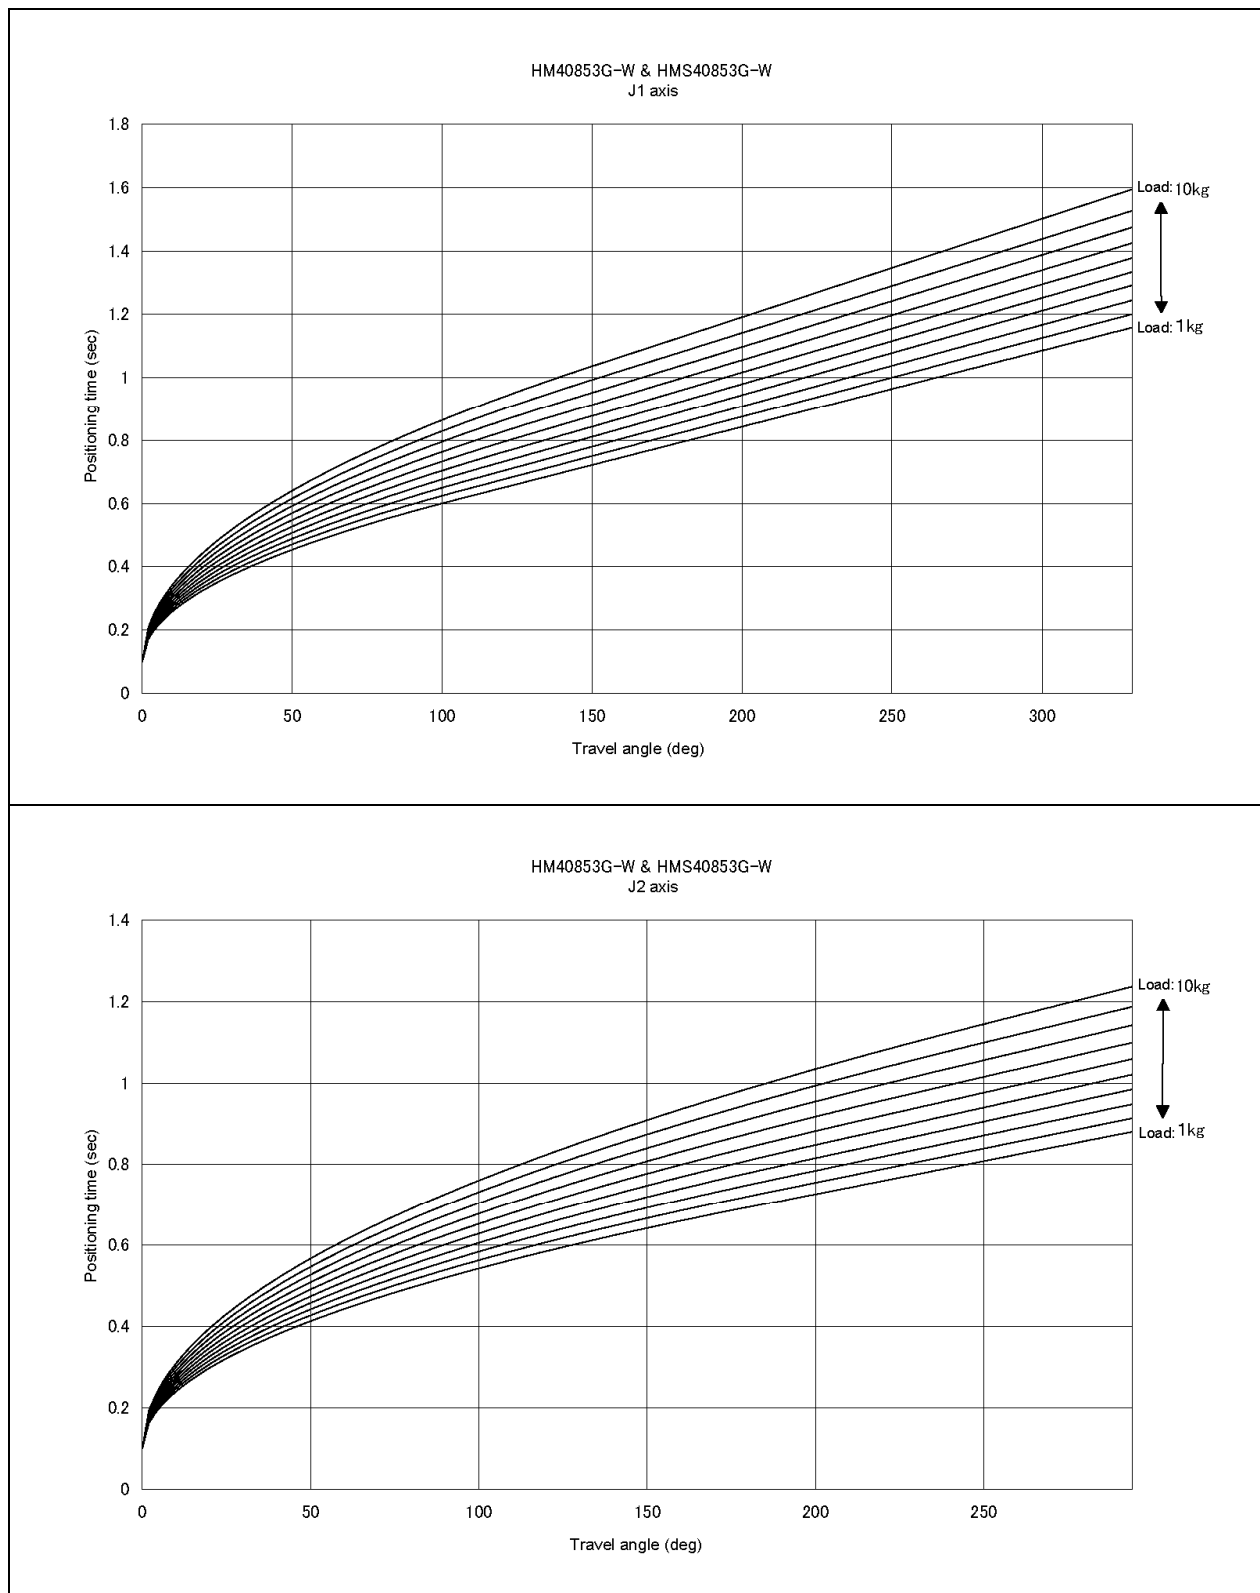 HM40853G-W & HMS40853G-W
J1 axis
1.8
1.6
1.4
1.2
1
0.8
0.6
0.4
0.2
0
Positioning time (sec)
Load: 10kg
Load: 1kg
0 50 100 150 200 250 300
Travel angle (deg)
HM40853G-W & HMS40853G-W
J2 axis
1.4
1.2
1
0.8
0.6
0.4
0.2
0
Positioning time (sec)
Load: 10kg
Load: 1kg
0 50 100 150 200 250
Travel angle (deg)